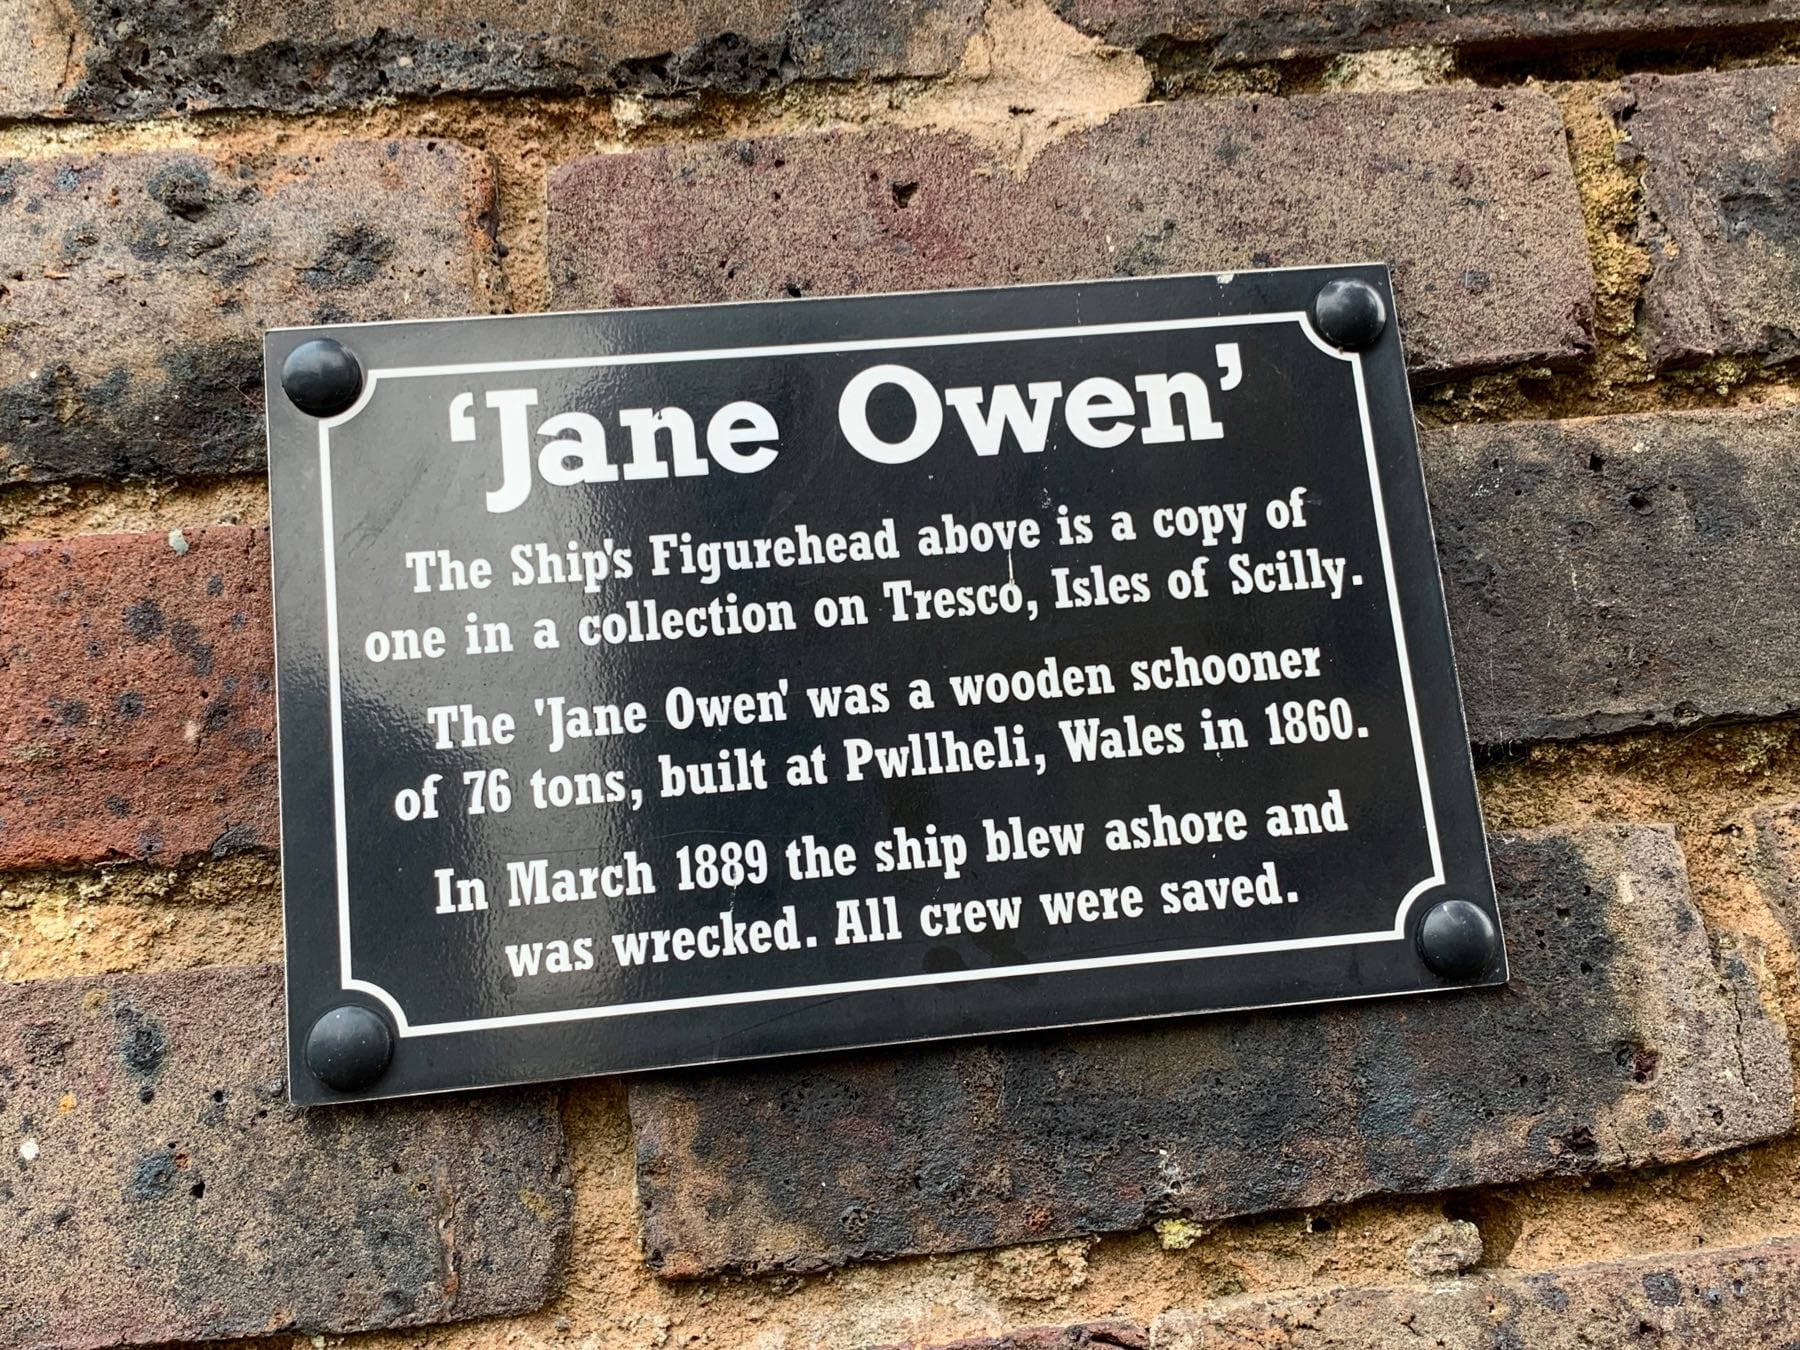 ‘Jane Owen’
The Ship's Figurehead above is a copy of
one in a collection on Tresco, Isles of Scilly.
The 'Jane Owen' was a wooden schooner
of 76 tons, built at Pwllheli, Wales in 1860.
In March 1889 the ship blew ashore and
was wrecked. All crew were saved.